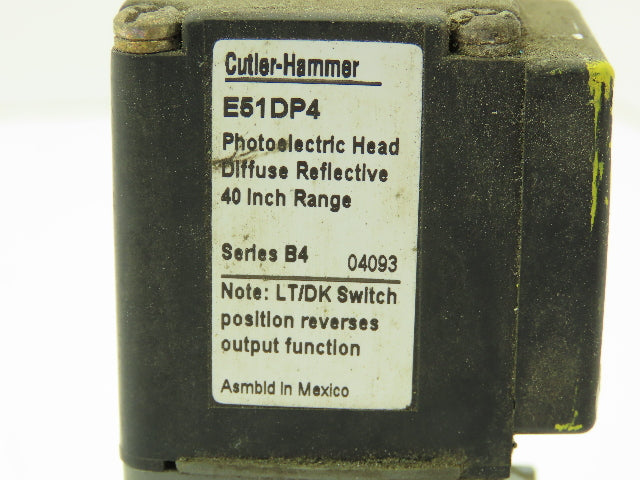 Cutler-Hammer
E51DP4
Photoelectric Head
Diffuse Reflective
40 Inch Range
Series B4 04093
Note: LT/DK Switch
position reverses
output function
Asmbld in Mexico